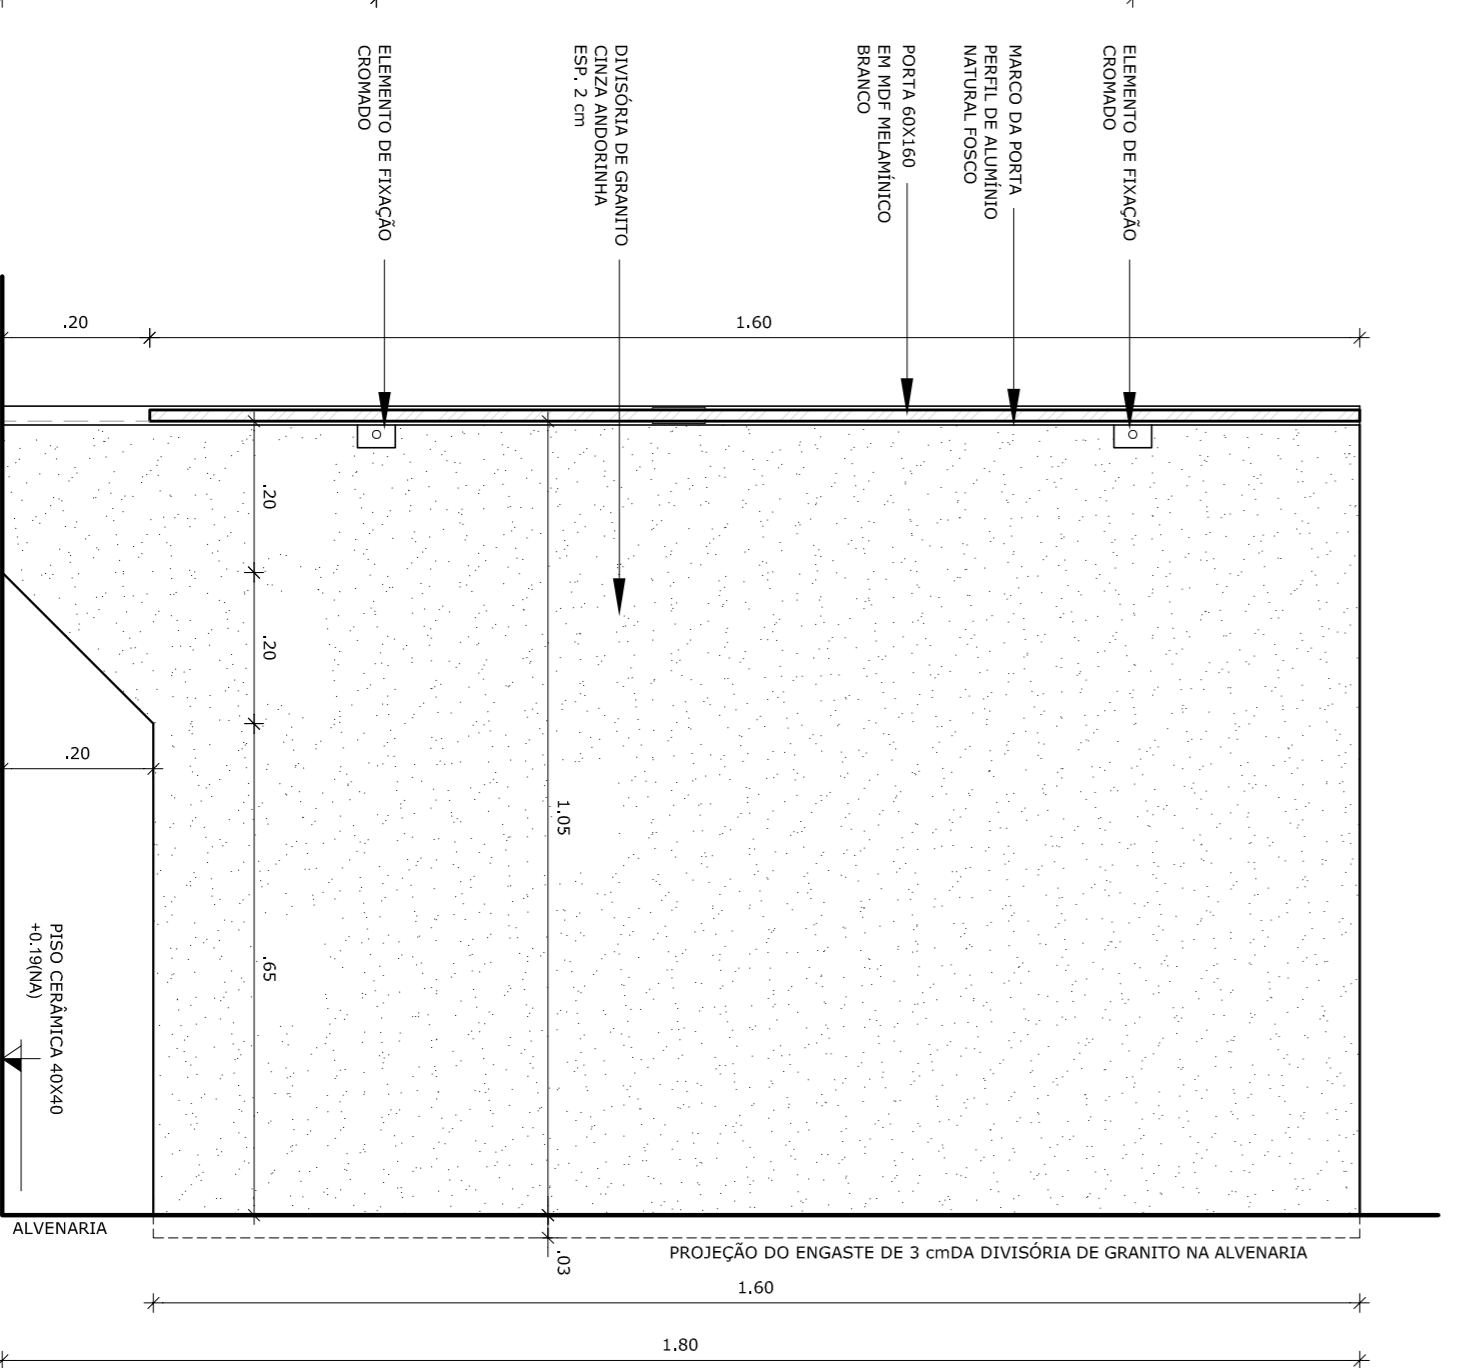 ELEMENTO DE FIXAÇÃO
CROMADO
DIVISÓRIA DE GRANITO
CINZA ANDORINHA
ESP. 2 cm
PORTA 60X160
EM MDF MELAMÍNICO
BRANCO
MARCO DA PORTA
PERFIL DE ALUMÍNIO
NATURAL FOSCO
ELEMENTO DE FIXAÇÃO
CROMADO
.20
1.60
.20
.20
.20
1.05
.65
PISO CERÂMICA 40X40
+0.19(NA)
ALVENARIA
.03
PROJEÇÃO DO ENGASTE DE 3 cmDA DIVISÓRIA DE GRANITO NA ALVENARIA
1.60
1.80